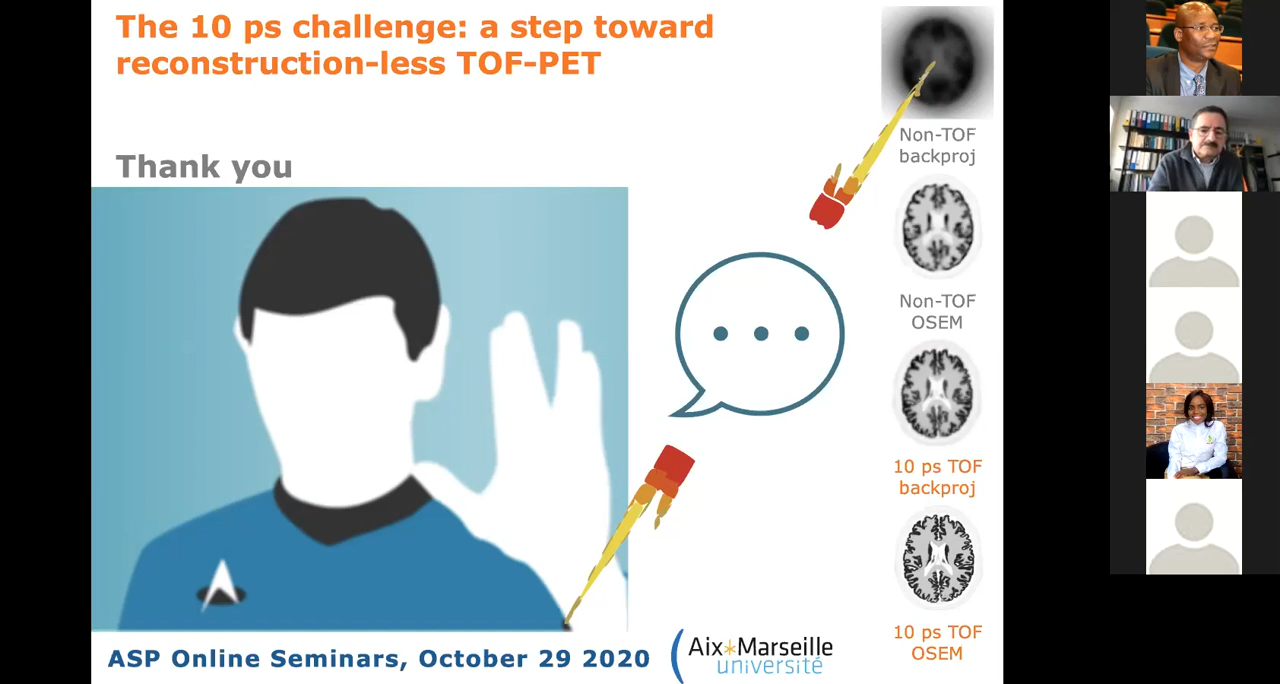 The 10 ps challenge: a step toward
reconstruction-less TOF-PET
Thank you
Non-TOF
backproj
Non-TOF
OSEM
10 ps TOF
backproj
10 ps TOF
OSEM
ASP Online Seminars, October 29 2020
Aix*Marseille
université